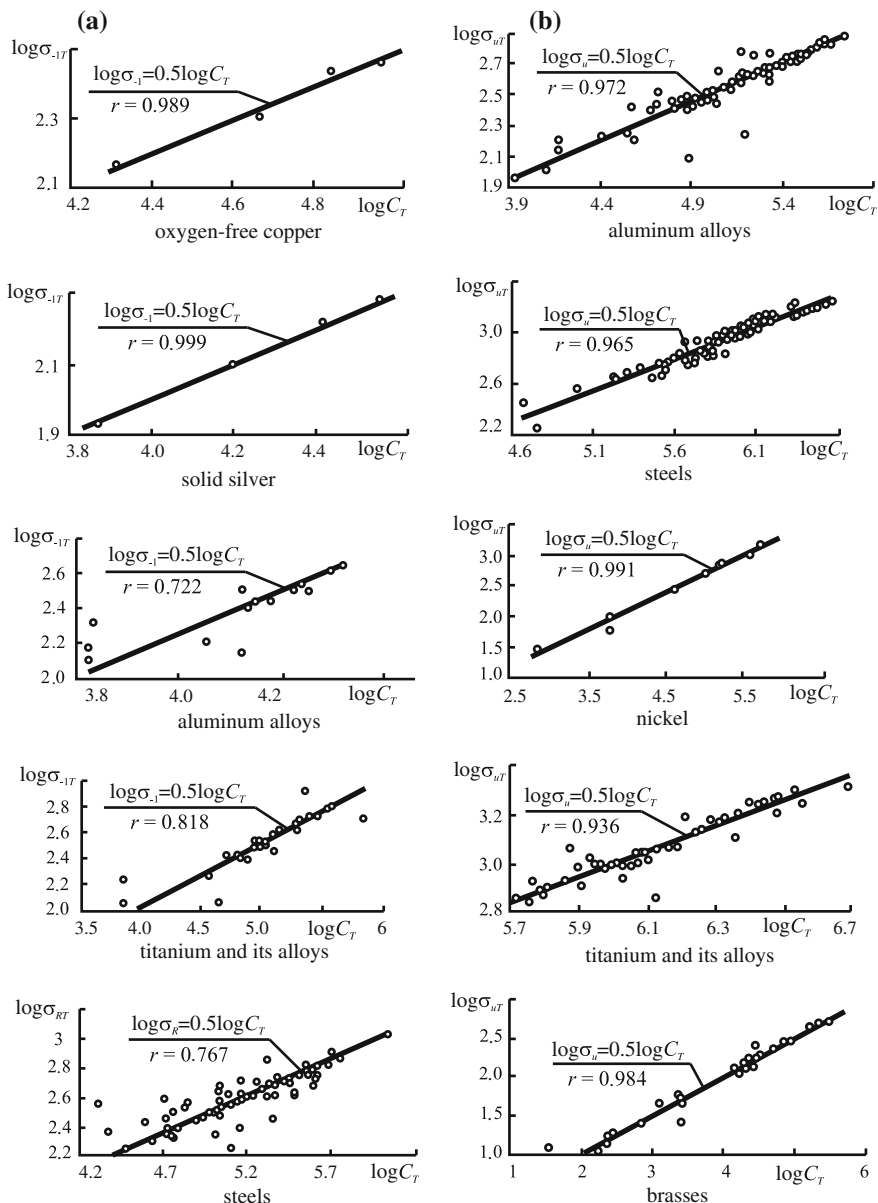 (a)
logσ-1T
2.5
2.3
2.1
logσ-1=0.5logCT
r = 0.989
4.2 4.4 4.6 4.8 logCT
oxygen-free copper
logσ-1T
2.1
1.9
logσ-1=0.5logCT
r = 0.999
3.8 4.0 4.2 4.4 logCT
solid silver
logσ-1T
2.6
2.4
2.2
2.0
logσ-1=0.5logCT
r = 0.722
3.8 4.0 4.2 logCT
aluminum alloys
logσ-1T
2.8
2.6
2.4
2.2
2.0
logσ-1=0.5logCT
r = 0.818
3.5 4.0 4.5 5.0 logCT 6
titanium and its alloys
logσRT
3
2.8
2.6
2.4
2.2
logσR=0.5logCT
r = 0.767
4.2 4.7 5.2 5.7 logCT
steels
(b)
logσuT
2.7
2.5
2.3
2.1
1.9
logσu=0.5logCT
r = 0.972
3.9 4.4 4.9 5.4 logCT
aluminum alloys
logσuT
3.0
2.6
2.2
logσu=0.5logCT
r = 0.965
4.6 5.1 5.6 6.1 logCT
steels
logσuT
3.0
2.5
2.0
1.5
1.0
logσu=0.5logCT
r = 0.991
2.5 3.5 4.5 5.5 logCT
nickel
logσuT
3.2
3.0
2.8
logσu=0.5logCT
r = 0.936
5.7 5.9 6.1 6.3 logCT 6.7
titanium and its alloys
logσuT
2.5
2.0
1.5
1.0
logσu=0.5logCT
r = 0.984
1 2 3 4 logCT 6
brasses